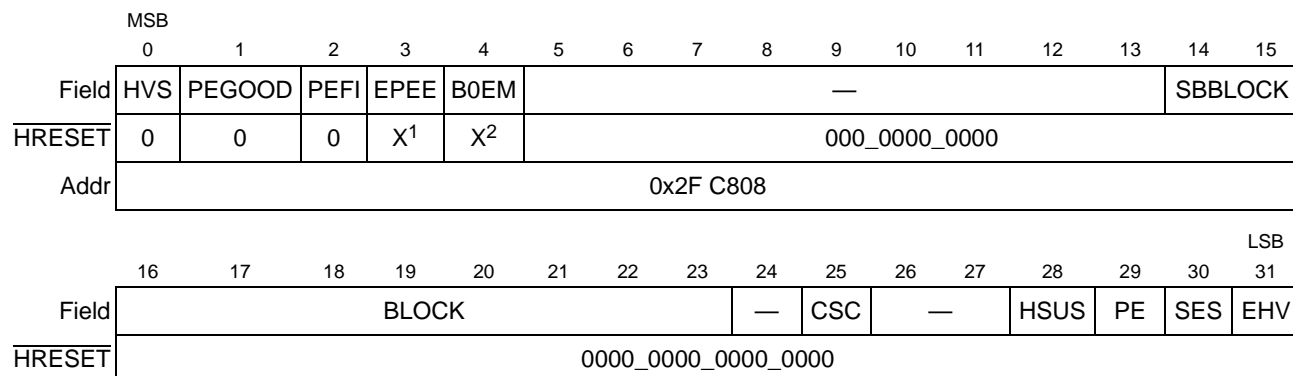 MSB
0 1 2 3 4 5 6 7 8 9 10 11 12 13 14 15
Field HVS PEGOOD PEFI EPEE B0EM — SBBLOCK
HRESET 0 0 0 X1 X2 000_0000_0000
Addr 0x2F C808
LSB
16 17 18 19 20 21 22 23 24 25 26 27 28 29 30 31
Field BLOCK — CSC — HSUS PE SES EHV
HRESET 0000_0000_0000_0000